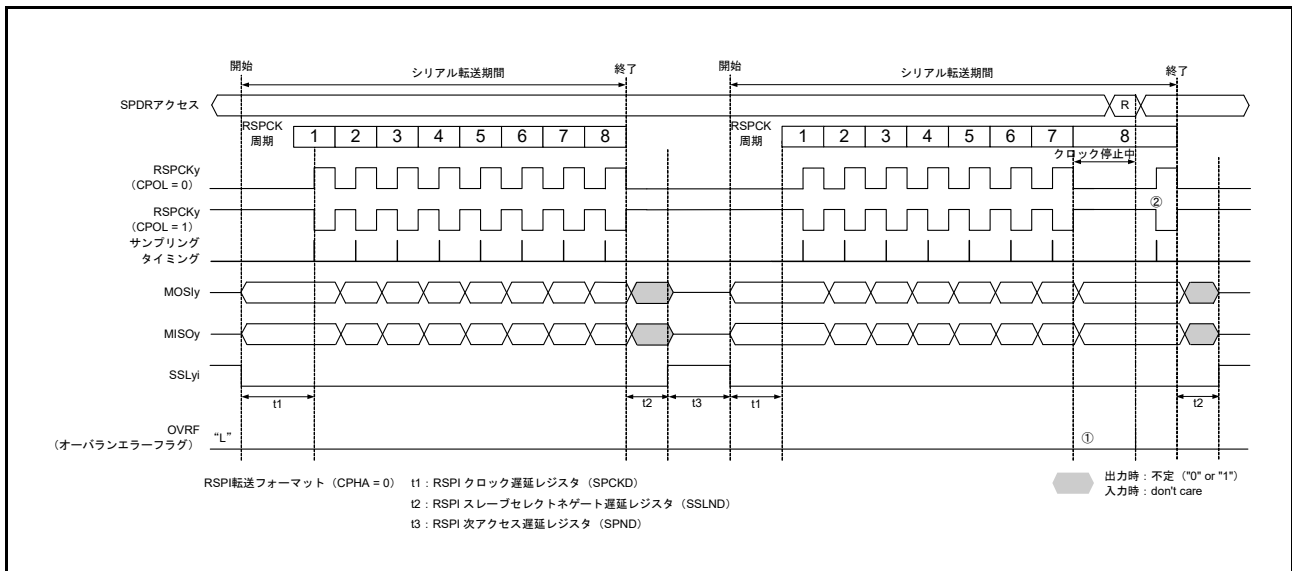 開始 シリアル転送期間 終了 開始 シリアル転送期間 終了
SPDRアクセス R
RSPCK
周期 1 2 3 4 5 6 7 8 RSPCK
周期 1 2 3 4 5 6 7 8
クロック停止中
RSPCKy
（CPOL = 0）
RSPCKy
（CPOL = 1） ②
サンプリング
タイミング
MOSIy
MISOy
SSLyi
t1 t2 t3 t1 t2
OVRF
（オーバランエラーフラグ） “L” ①
RSPI転送フォーマット（CPHA = 0） t1：RSPI クロック遅延レジスタ（SPCKD）
t2：RSPI スレーブセレクトネゲート遅延レジスタ（SSLND）
t3：RSPI 次アクセス遅延レジスタ（SPND）
出力時：不定（"0" or "1"）
入力時：don't care